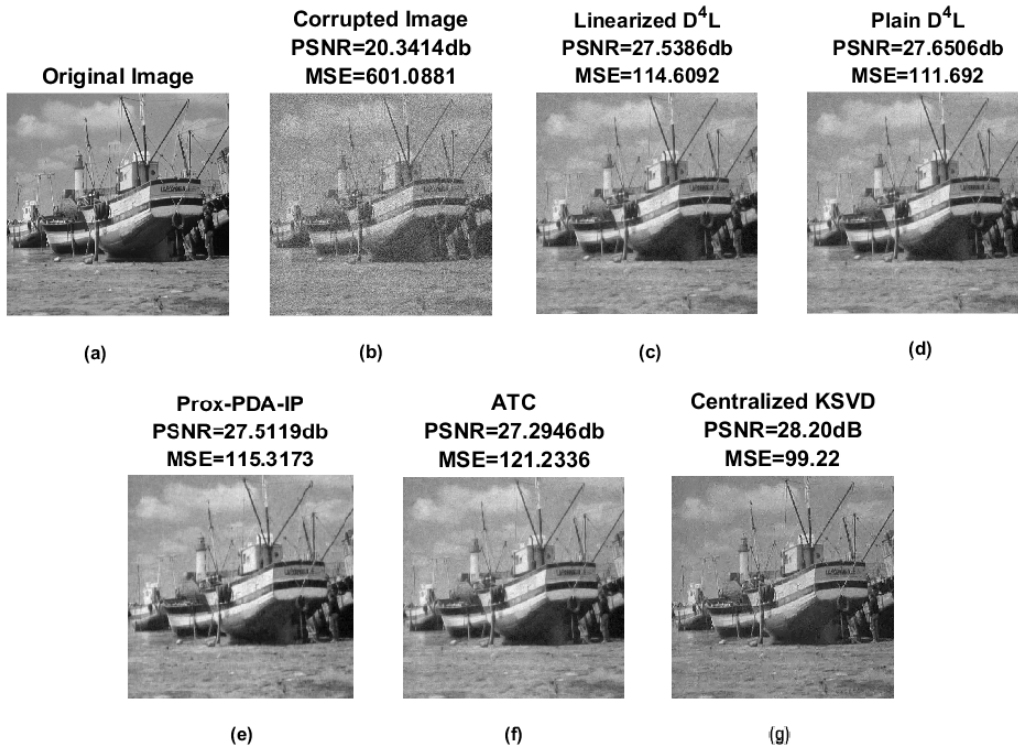 Original Image
Corrupted Image
PSNR=20.3414db
MSE=601.0881
Linearized D⁴L
PSNR=27.5386db
MSE=114.6092
Plain D⁴L
PSNR=27.6506db
MSE=111.692
(a)
(b)
(c)
(d)
Prox-PDA-IP
PSNR=27.5119db
MSE=115.3173
ATC
PSNR=27.2946db
MSE=121.2336
Centralized KSVD
PSNR=28.20dB
MSE=99.22
(e)
(f)
(g)